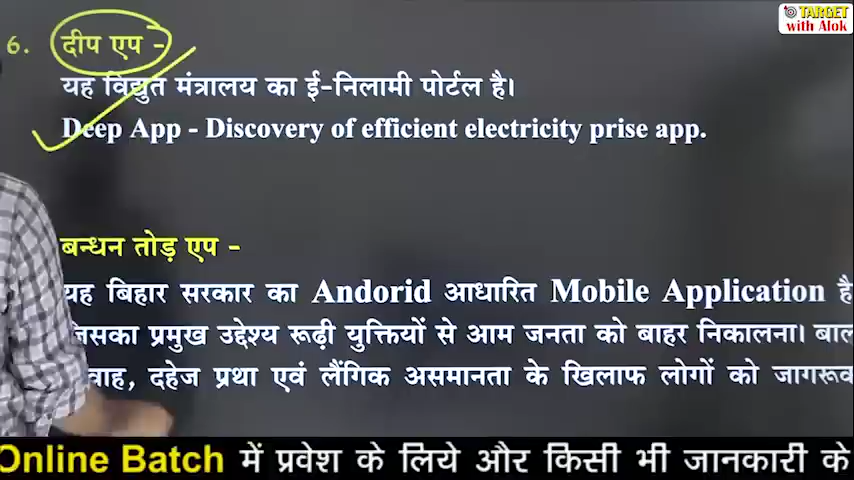 TARGET
with Alok
6. दीप एप -
यह विद्युत मंत्रालय का ई-निलामी पोर्टल है।
Deep App - Discovery of efficient electricity prise app.
बन्धन तोड़ एप -
यह बिहार सरकार का Andorid आधारित Mobile Application है
जिसका प्रमुख उद्देश्य रूढ़ी युक्तियों से आम जनता को बाहर निकालना। बाल
दहेज प्रथा एवं लैंगिक असमानता के खिलाफ लोगों को
Online Batch में प्रवेश के लिये और किसी भी जानकारी के